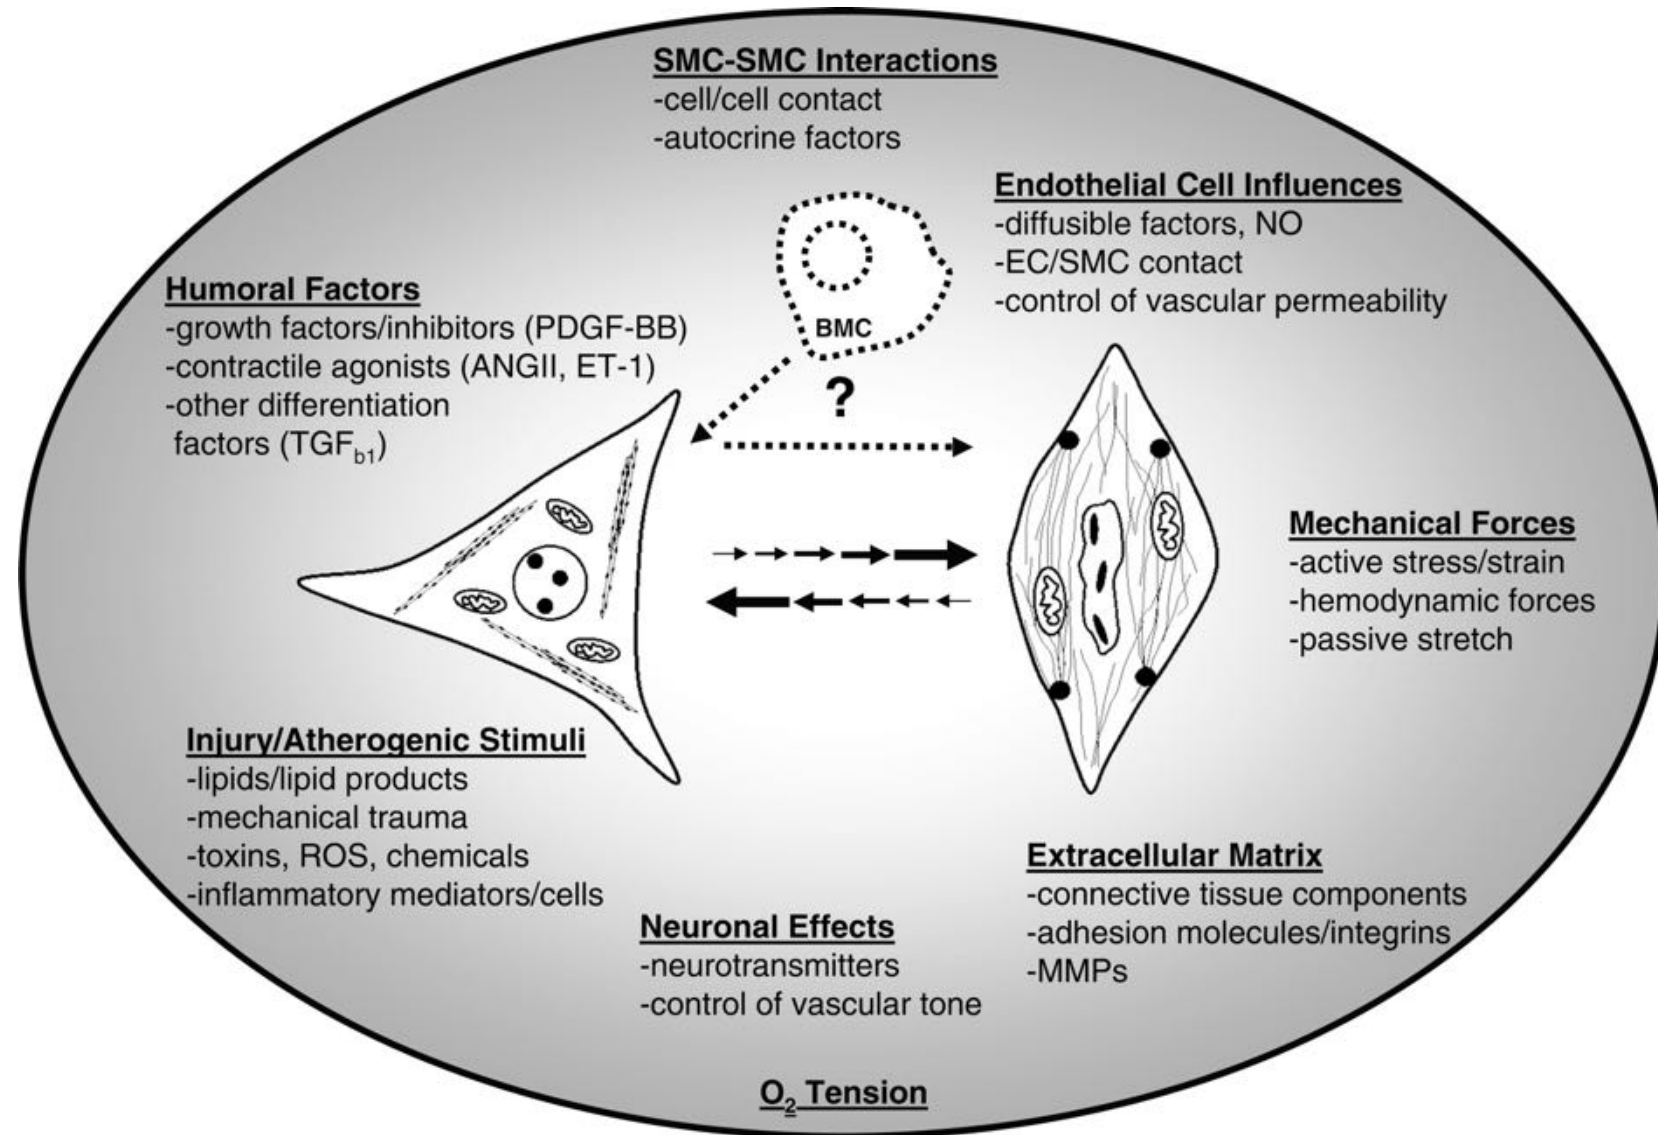 SMC-SMC Interactions
-cell/cell contact
-autocrine factors
Endothelial Cell Influences
-diffusible factors, NO
-EC/SMC contact
-control of vascular permeability
Humoral Factors
-growth factors/inhibitors (PDGF-BB)
-contractile agonists (ANGII, ET-1)
-other differentiation
factors (TGFb1)
BMC
?
Mechanical Forces
-active stress/strain
-hemodynamic forces
-passive stretch
Injury/Atherogenic Stimuli
-lipids/lipid products
-mechanical trauma
-toxins, ROS, chemicals
-inflammatory mediators/cells
Extracellular Matrix
-connective tissue components
-adhesion molecules/integrins
-MMPs
Neuronal Effects
-neurotransmitters
-control of vascular tone
O2 Tension